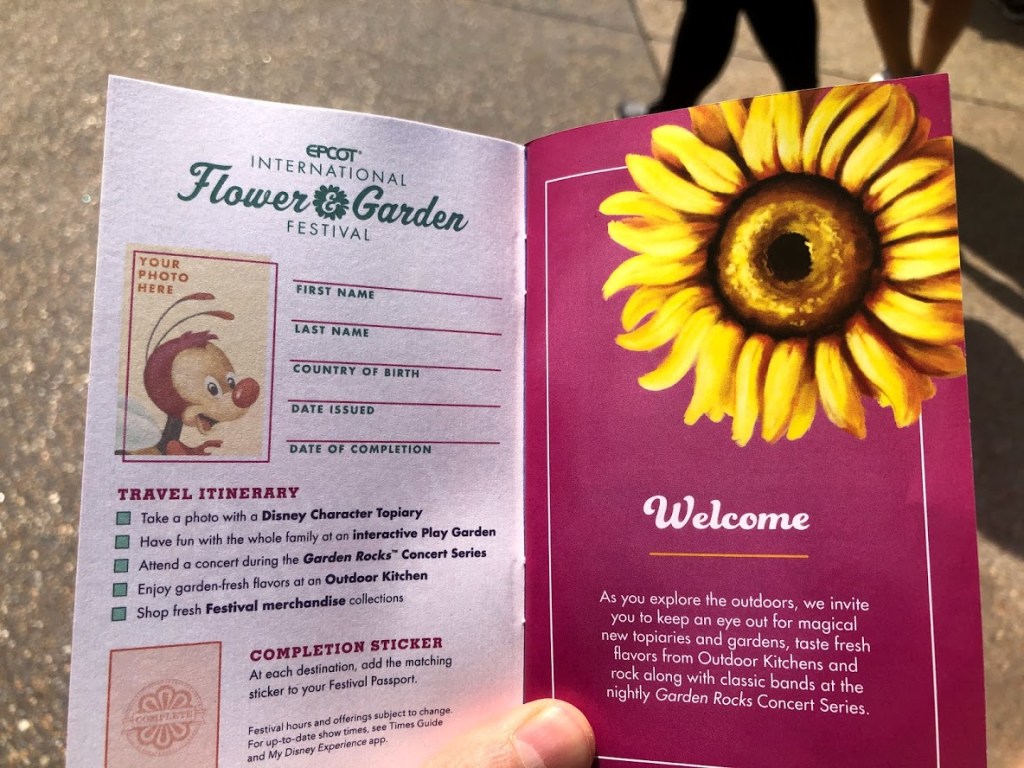 EPCOT®
INTERNATIONAL
Flower & Garden
FESTIVAL
YOUR
PHOTO
HERE
FIRST NAME
LAST NAME
COUNTRY OF BIRTH
DATE ISSUED
DATE OF COMPLETION
TRAVEL ITINERARY
Take a photo with a Disney Character Topiary
Have fun with the whole family at an interactive Play Garden
Attend a concert during the Garden Rocks™ Concert Series
Enjoy garden-fresh flavors at an Outdoor Kitchen
Shop fresh Festival merchandise collections
COMPLETE
COMPLETION STICKER
At each destination, add the matching
sticker to your Festival Passport.
Festival hours and offerings subject to change.
For up-to-date show times, see Times Guide
and My Disney Experience app.
Welcome
As you explore the outdoors, we invite
you to keep an eye out for magical
new topiaries and gardens, taste fresh
flavors from Outdoor Kitchens and
rock along with classic bands at the
nightly Garden Rocks Concert Series.